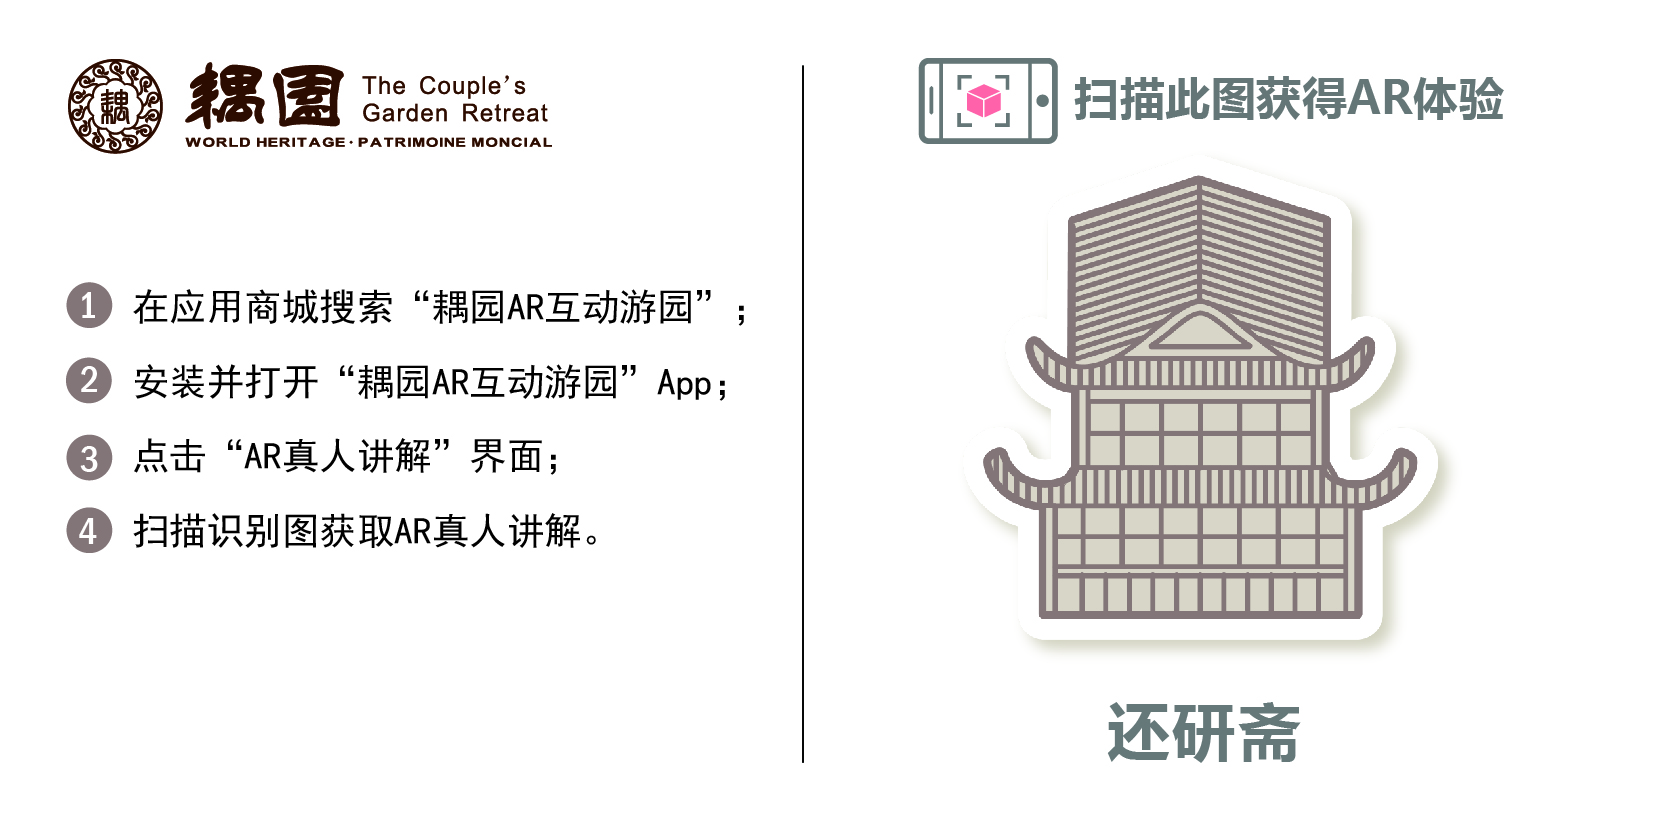 耦
耦園
The Couple's
Garden Retreat
WORLD HERITAGE·PATRIMOINE MONCIAL
1 在应用商城搜索“耦园AR互动游园”；
2 安装并打开“耦园AR互动游园”App；
3 点击“AR真人讲解”界面；
4 扫描识别图获取AR真人讲解。
扫描此图获得AR体验
还研斋